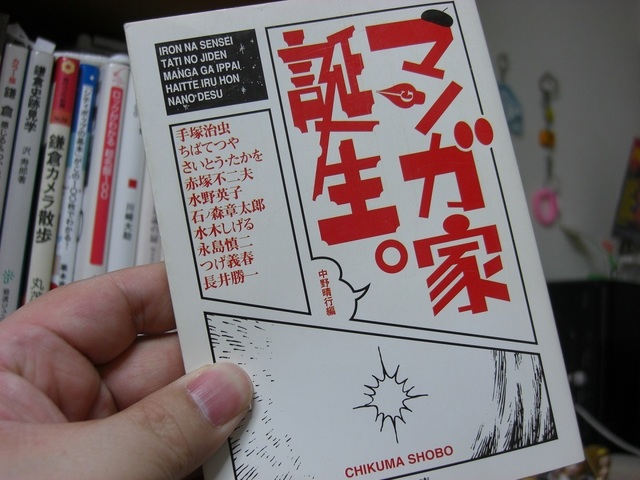 IRON NA SENSEI
TATI NO JIDEN
MANGA GA IPPAI
HAITTE IRU HON
NANO DESU
マンガ家
誕生。
手塚治虫
ちばてつや
さいとう・たかを
赤塚不二夫
水野英子
石ノ森章太郎
水木しげる
永島慎二
つげ義春
長井勝一
中野晴行編
CHIKUMA SHOBO
鎌倉史跡見学
鎌倉カメラ散歩